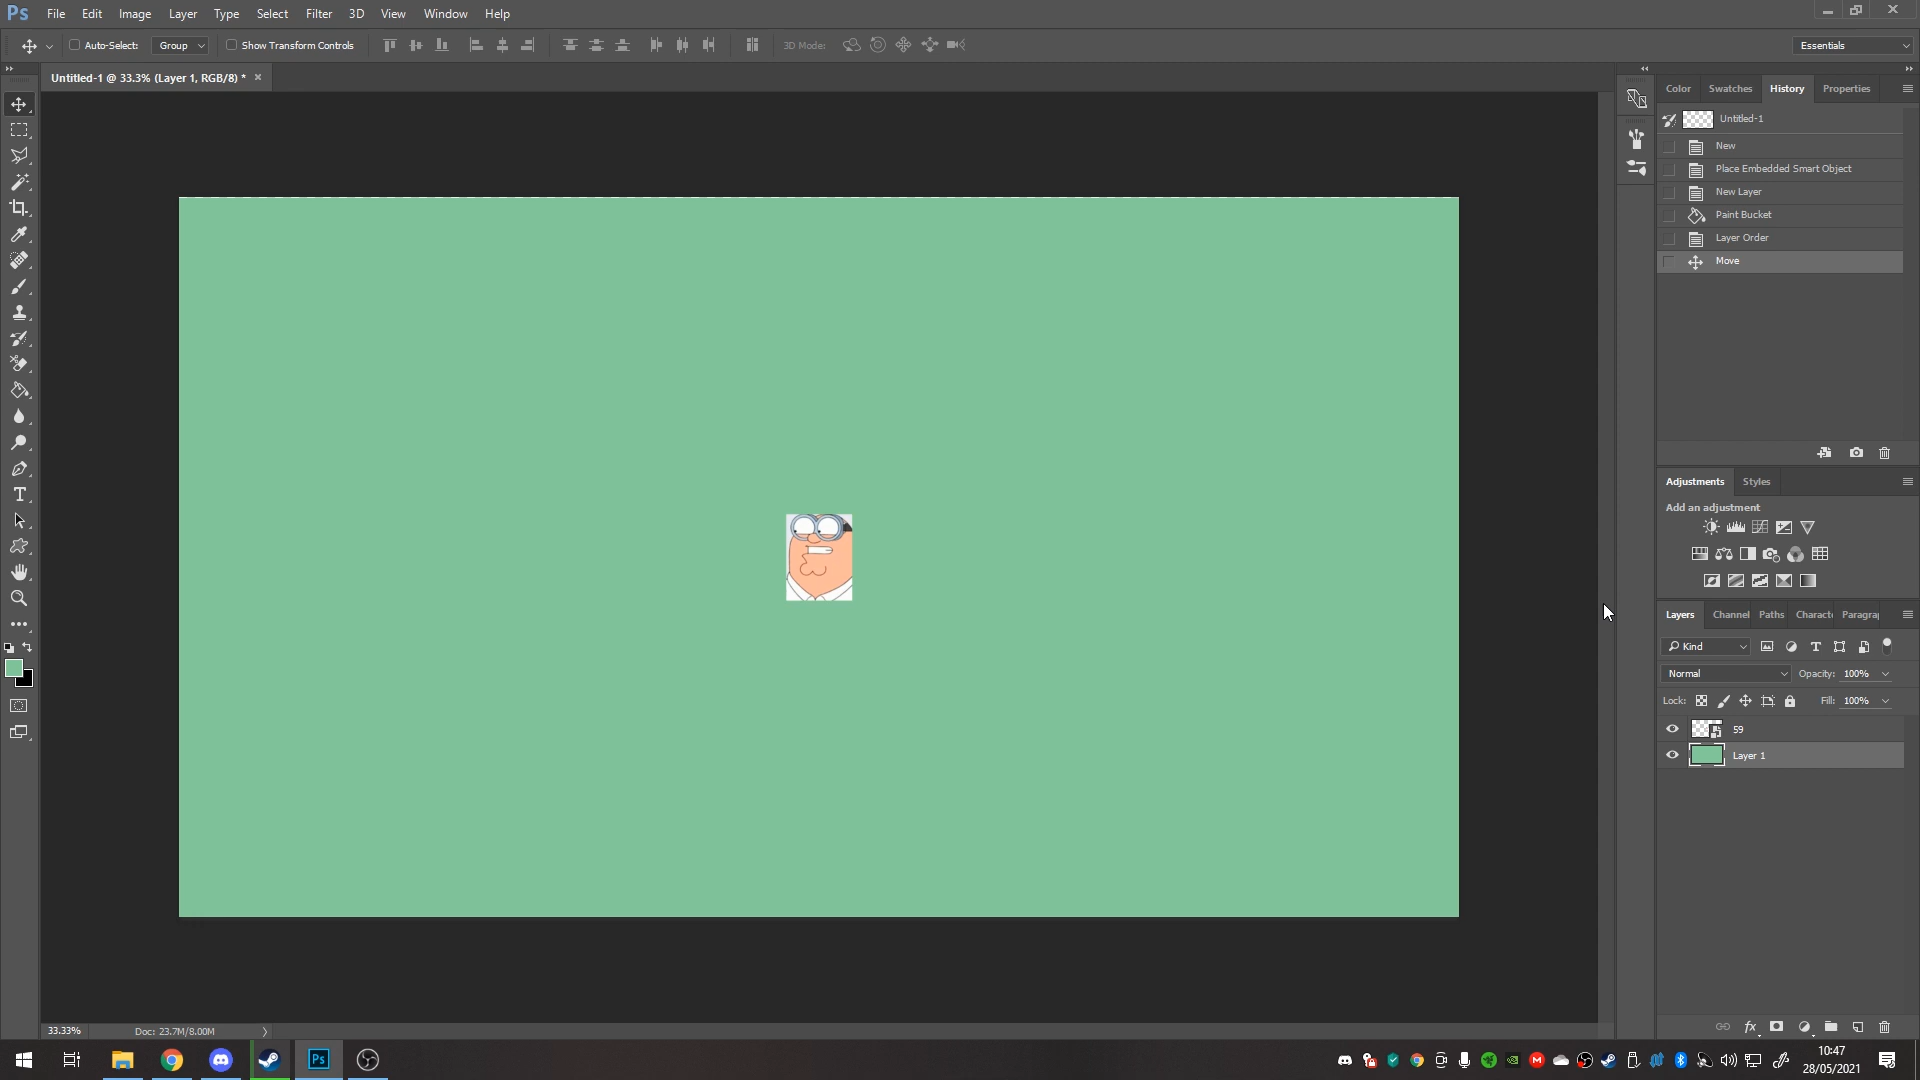 Ps File Edit Image Layer Type Select Filter 3D View Window Help
Auto-Select: Group Show Transform Controls 3D Mode: Essentials
Untitled-1 @ 33.3% (Layer 1, RGB/8) * ×
Color Swatches History Properties
Untitled-1
New
Place Embedded Smart Object
New Layer
Paint Bucket
Layer Order
Move
Adjustments Styles
Add an adjustment
Layers Channel Paths Charact Paragra
Kind
Normal Opacity: 100%
Lock: Fill: 100%
59
Layer 1
33.33% Doc: 23.7M/8.00M
Ps
10:47
28/05/2021